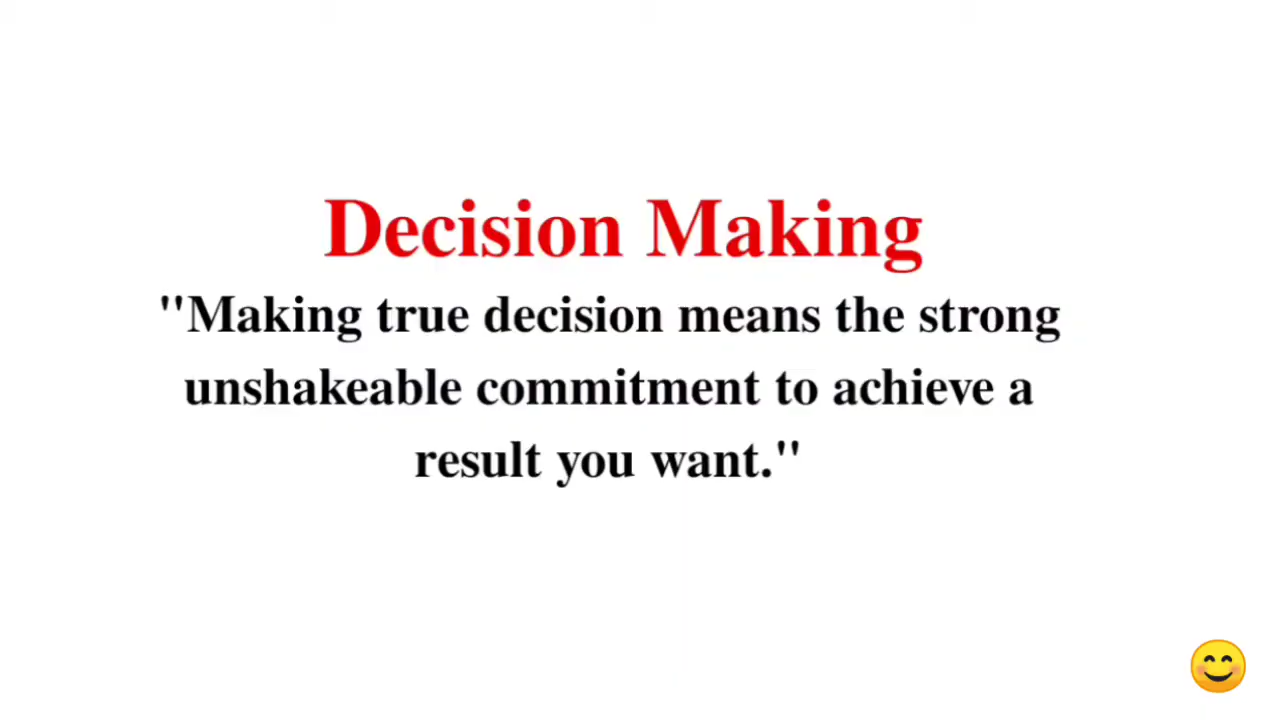 Decision Making
"Making true decision means the strong
unshakeable commitment to achieve a
result you want."